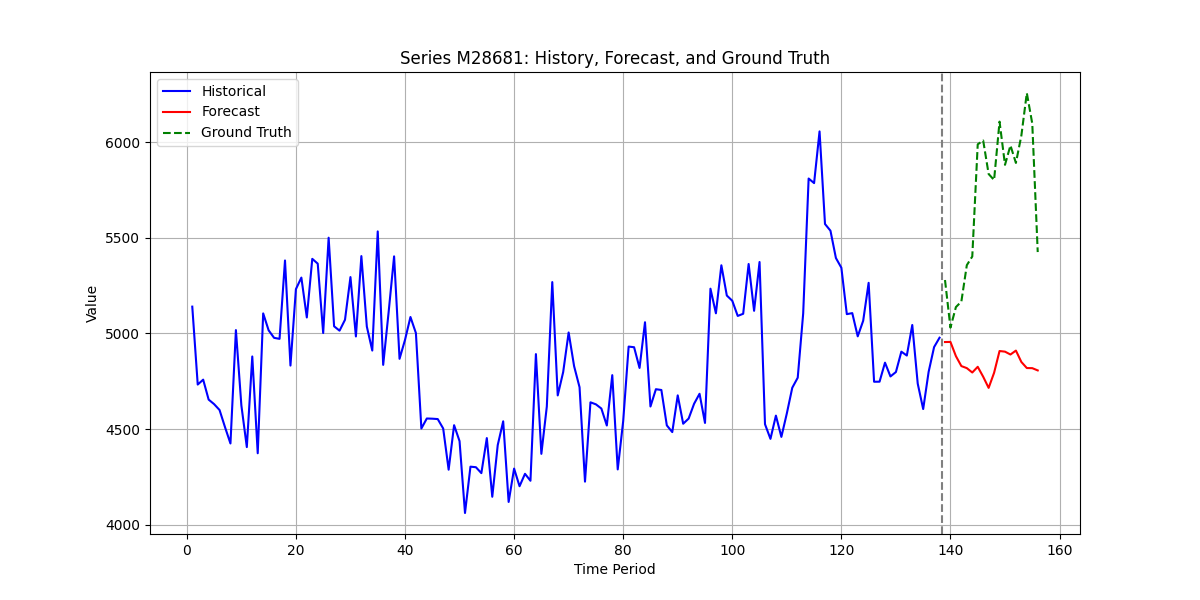 Series M28681: History, Forecast, and Ground Truth
Historical
Forecast
Ground Truth
Value
6000
5500
5000
4500
4000
0 20 40 60 80 100 120 140 160
Time Period